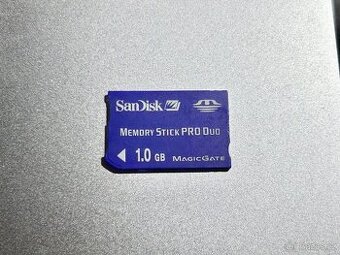 SanDisk
MEMORY STICK PRO DUO
1.0 GB MAGICGATE